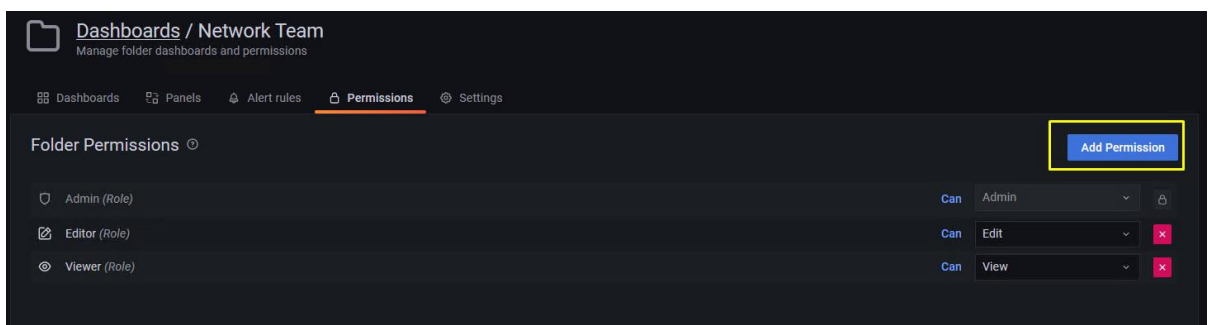 Dashboards / Network Team
Manage folder dashboards and permissions
Dashboards Panels Alert rules Permissions Settings
Folder Permissions
Add Permission
Admin (Role) Can Admin
Editor (Role) Can Edit
Viewer (Role) Can View